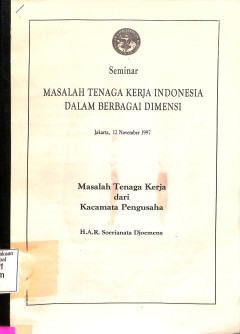 Seminar
MASALAH TENAGA KERJA INDONESIA
DALAM BERBAGAI DIMENSI
Jakarta, 12 November 1997
Masalah Tenaga Kerja
dari
Kacamata Pengusaha
H.A.R. Soerianata Djoemena